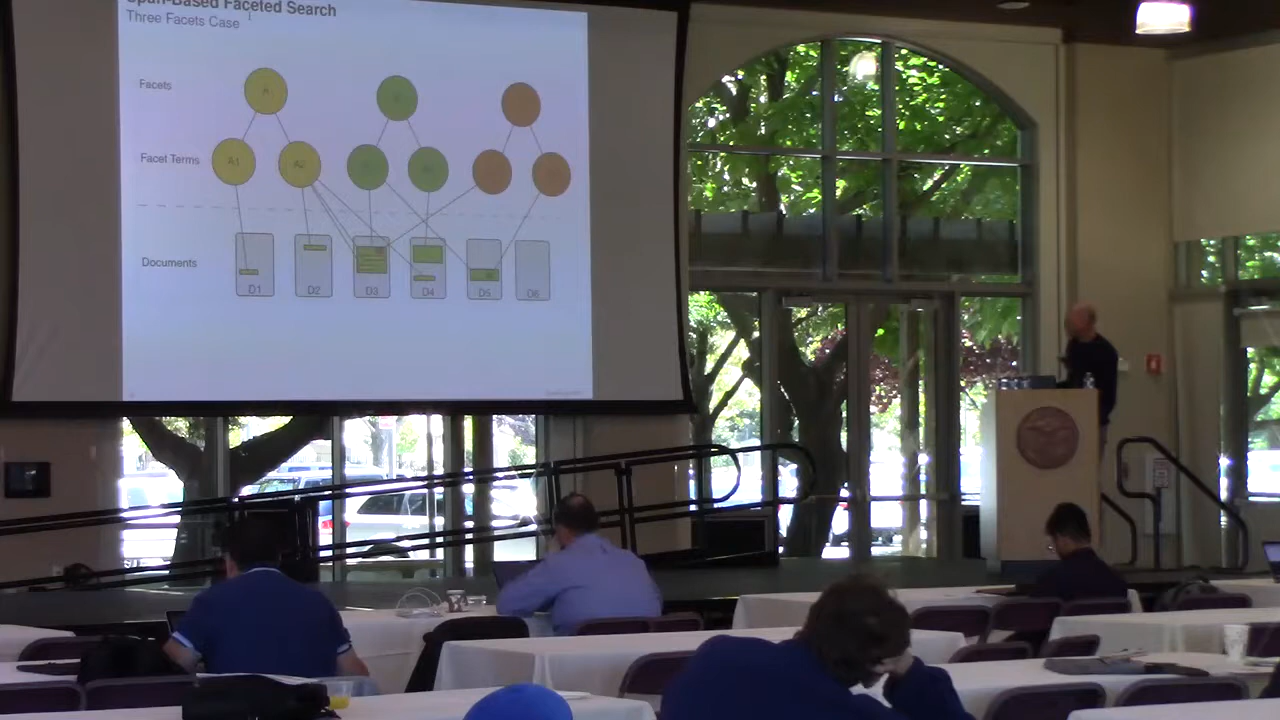 Span-Based Faceted Search
Three Facets Case
Facets
A
Facet Terms
A1
A2
Documents
D1
D2
D3
D4
D5
D6